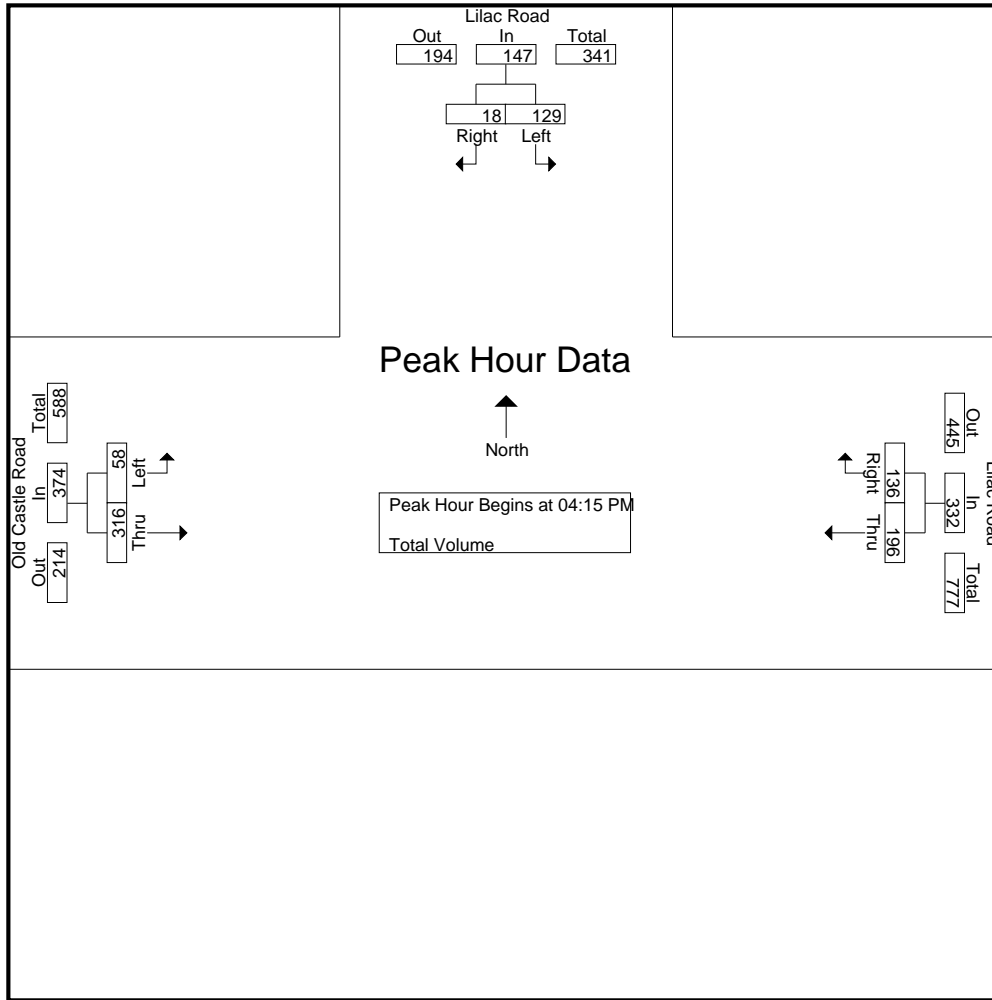 Lilac Road
Out In Total
194 147 341
18 129
Right Left
Peak Hour Data
North
Peak Hour Begins at 04:15 PM
Total Volume
Old Castle Road
Out In Total
214 374 588
58 316
Left Thru
Lilac Road
Out In Total
445 332 777
136 196
Right Thru